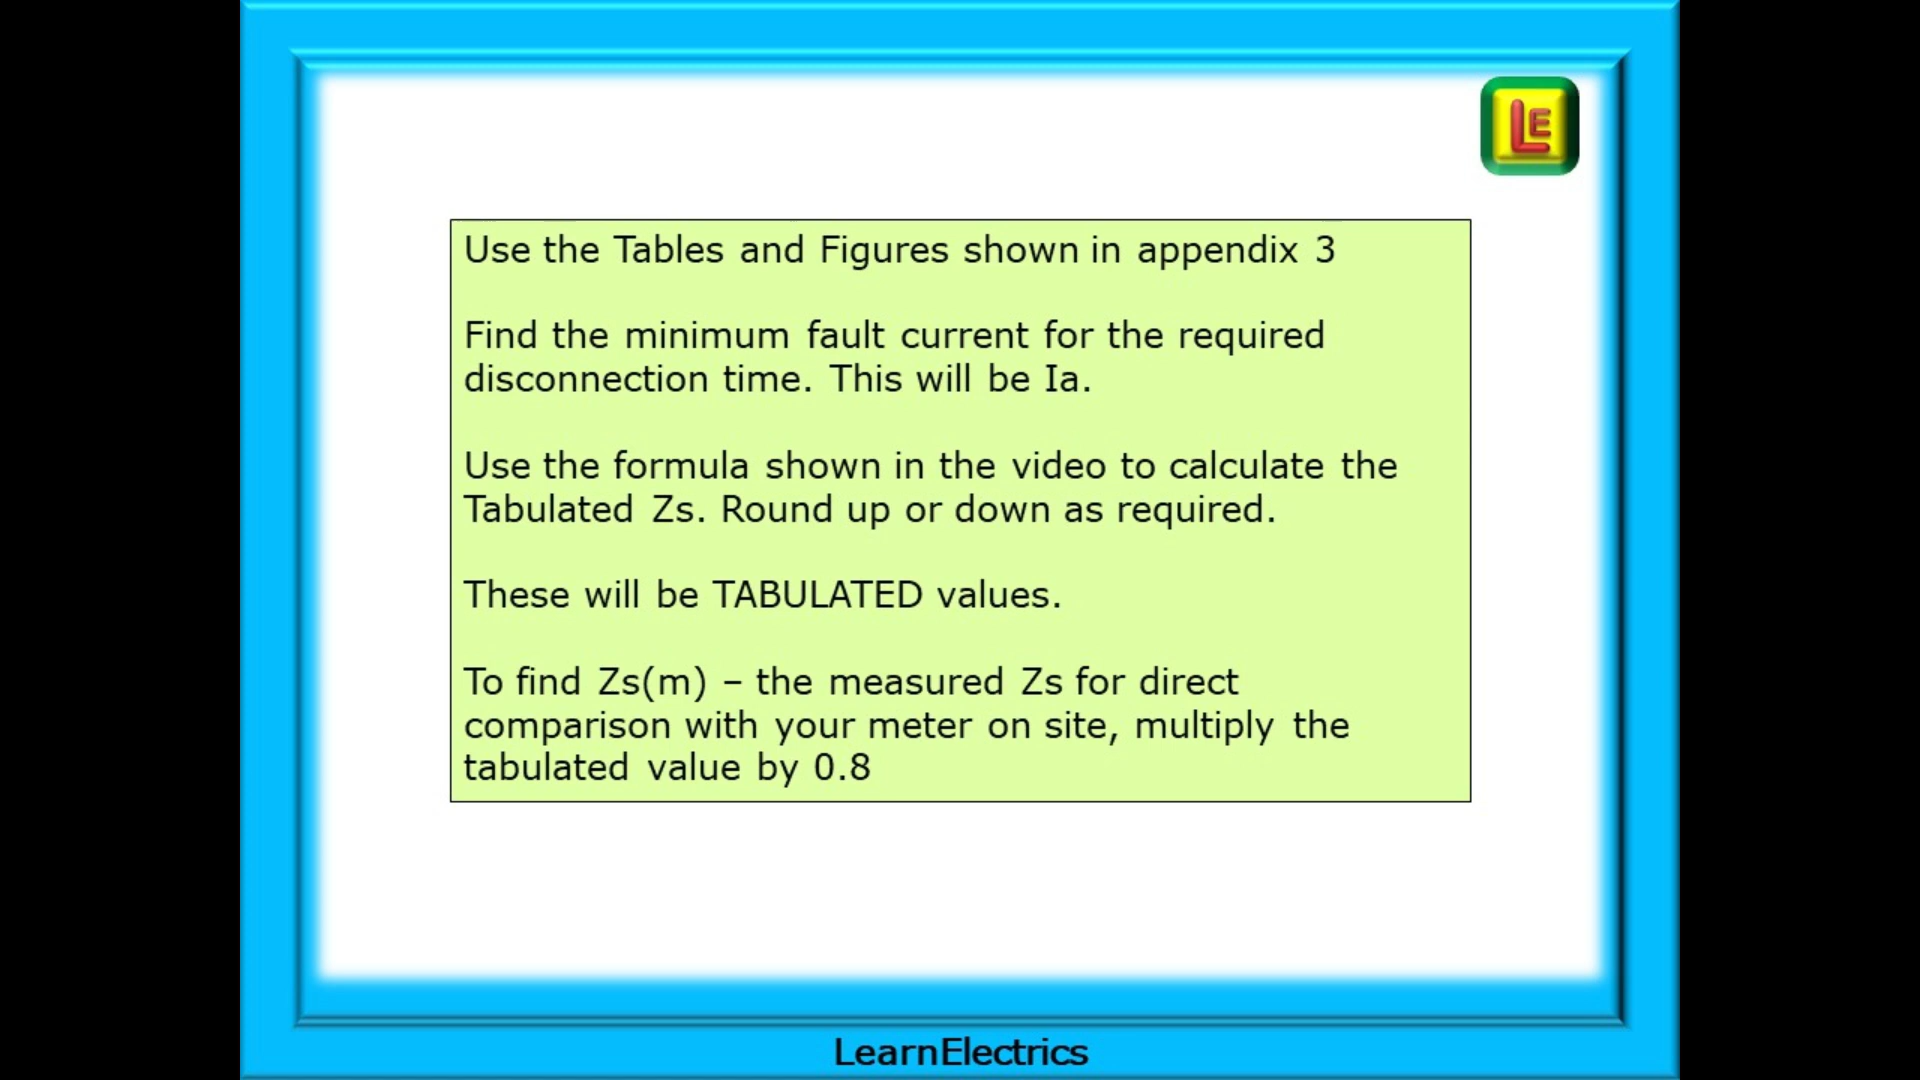 LE
Use the Tables and Figures shown in appendix 3
Find the minimum fault current for the required
disconnection time. This will be Ia.
Use the formula shown in the video to calculate the
Tabulated Zs. Round up or down as required.
These will be TABULATED values.
To find Zs(m) – the measured Zs for direct
comparison with your meter on site, multiply the
tabulated value by 0.8
LearnElectrics